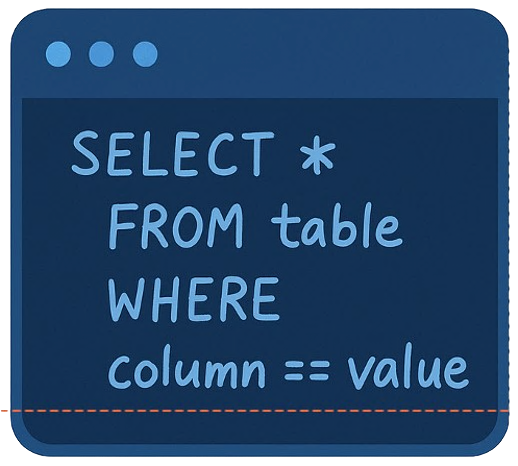 SELECT *
FROM table
WHERE
column == value